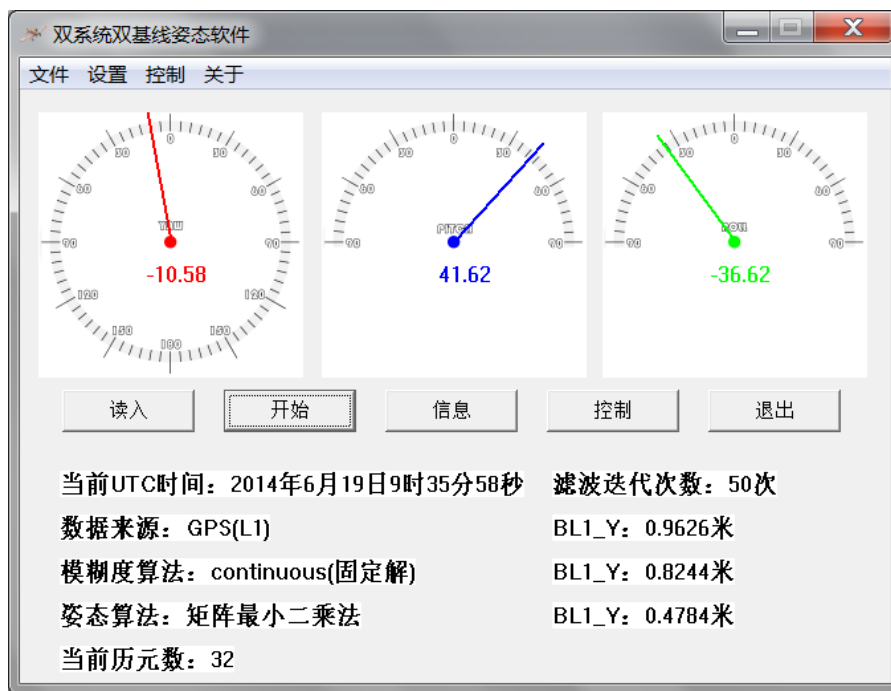 双系统双基线姿态软件
文件 设置 控制 关于
0 30 60 90 120 150 180 150 120 90 60 30
YAW
-10.58
0 30 60 90 90 60 30
PITCH
41.62
0 30 60 90 90 60 30
ROLL
-36.62
读入 开始 信息 控制 退出
当前UTC时间：2014年6月19日9时35分58秒 滤波迭代次数：50次
数据来源：GPS(L1) BL1_Y：0.9626米
模糊度算法：continuous(固定解) BL1_Y：0.8244米
姿态算法：矩阵最小二乘法 BL1_Y：0.4784米
当前历元数：32